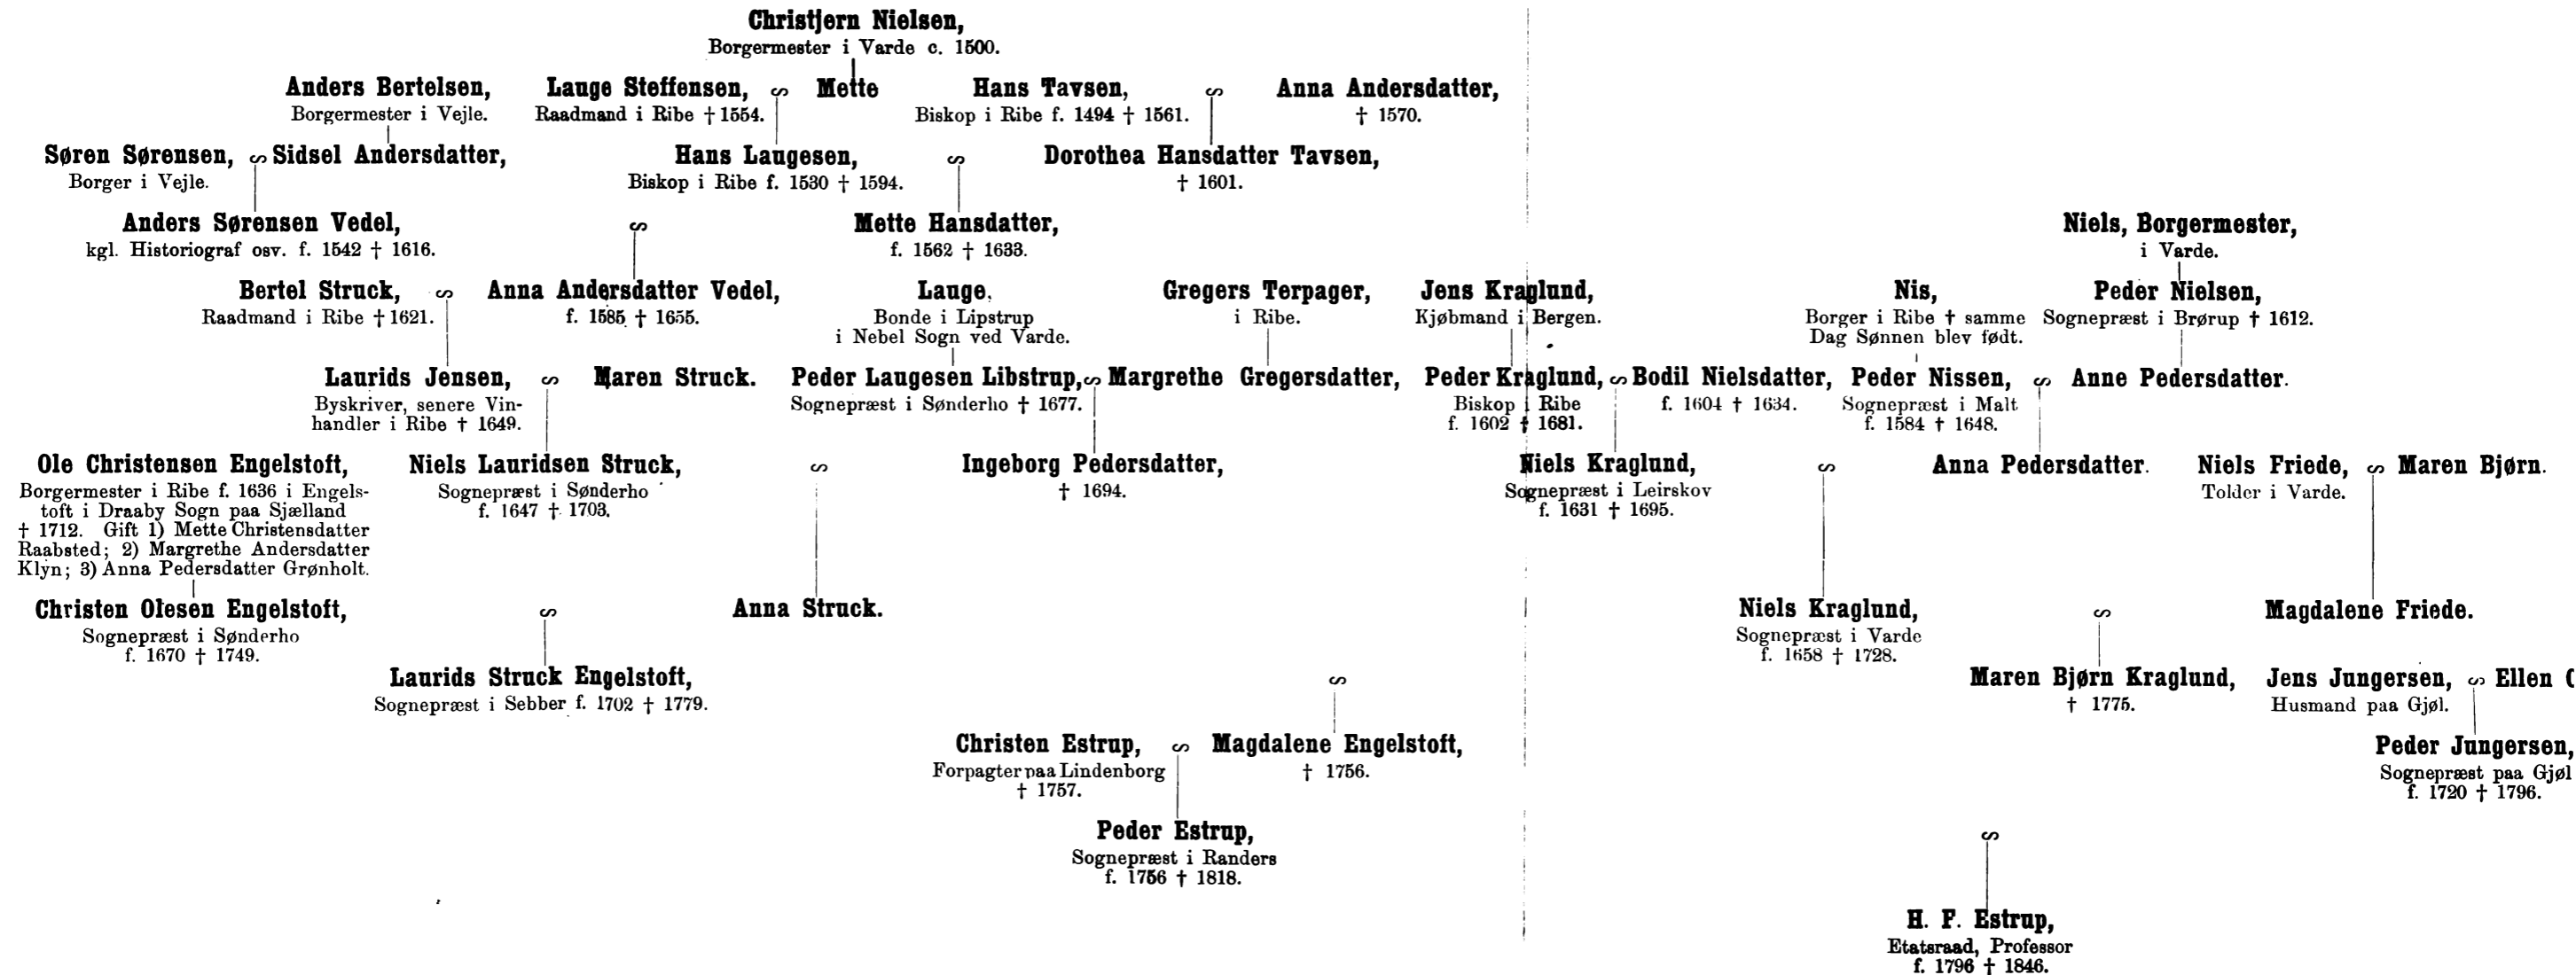 Christjern Nielsen,
Borgermester i Varde c. 1500.
Anders Bertelsen, Lauge Steffensen, ∽ Mette Hans Tavsen, ∽ Anna Andersdatter,
Borgermester i Vejle. Raadmand i Ribe † 1554. Biskop i Ribe f. 1494 † 1561. † 1570.
Søren Sørensen, ∽ Sidsel Andersdatter, Hans Laugesen, ∽ Dorothea Hansdatter Tavsen,
Borger i Vejle. Biskop i Ribe f. 1530 † 1594. † 1601.
Anders Sørensen Vedel, ∽ Mette Hansdatter, Niels, Borgermester,
kgl. Historiograf osv. f. 1542 † 1616. f. 1562 † 1633. i Varde.
Bertel Struck, ∽ Anna Andersdatter Vedel, Lauge, Gregers Terpager, Jens Kraglund, Nis, Peder Nielsen,
Raadmand i Ribe † 1621. f. 1585 † 1655. Bonde i Lipstrup i Ribe. Kjøbmand i Bergen. Borger i Ribe † samme Sognepræst i Brørup † 1612.
i Nebel Sogn ved Varde. Dag Sønnen blev født.
Laurids Jensen, ∽ Maren Struck. Peder Laugesen Libstrup, ∽ Margrethe Gregersdatter, Peder Kraglund, ∽ Bodil Nielsdatter, Peder Nissen, ∽ Anne Pedersdatter.
Byskriver, senere Vin- Sognepræst i Sønderho † 1677. Biskop i Ribe f. 1604 † 1634. Sognepræst i Malt
handler i Ribe † 1649. f. 1602 † 1681. f. 1584 † 1648.
Ole Christensen Engelstoft, Niels Lauridsen Struck, ∽ Ingeborg Pedersdatter, Niels Kraglund, ∽ Anna Pedersdatter. Niels Friede, ∽ Maren Bjørn.
Borgermester i Ribe f. 1636 i Engels- Sognepræst i Sønderho † 1694. Sognepræst i Leirskov Tolder i Varde.
toft i Draaby Sogn paa Sjælland f. 1647 † 1703. f. 1631 † 1695.
† 1712. Gift 1) Mette Christensdatter
Raabsted; 2) Margrethe Andersdatter
Klyn; 3) Anna Pedersdatter Grønholt.
Christen Olesen Engelstoft, ∽ Anna Struck. Niels Kraglund, ∽ Magdalene Friede.
Sognepræst i Sønderho Sognepræst i Varde
f. 1670 † 1749. f. 1658 † 1728.
Laurids Struck Engelstoft, ∽ Maren Bjørn Kraglund, Jens Jungersen, ∽ Ellen
Sognepræst i Sebber f. 1702 † 1779. † 1775. Husmand paa Gjøl.
Christen Estrup, ∽ Magdalene Engelstoft, Peder Jungersen,
Forpagter paa Lindenborg † 1756. Sognepræst paa Gjøl
† 1757. f. 1720 † 1796.
Peder Estrup, ∽
Sognepræst i Randers
f. 1756 † 1818.
H. F. Estrup,
Etatsraad, Professor
f. 1796 † 1846.